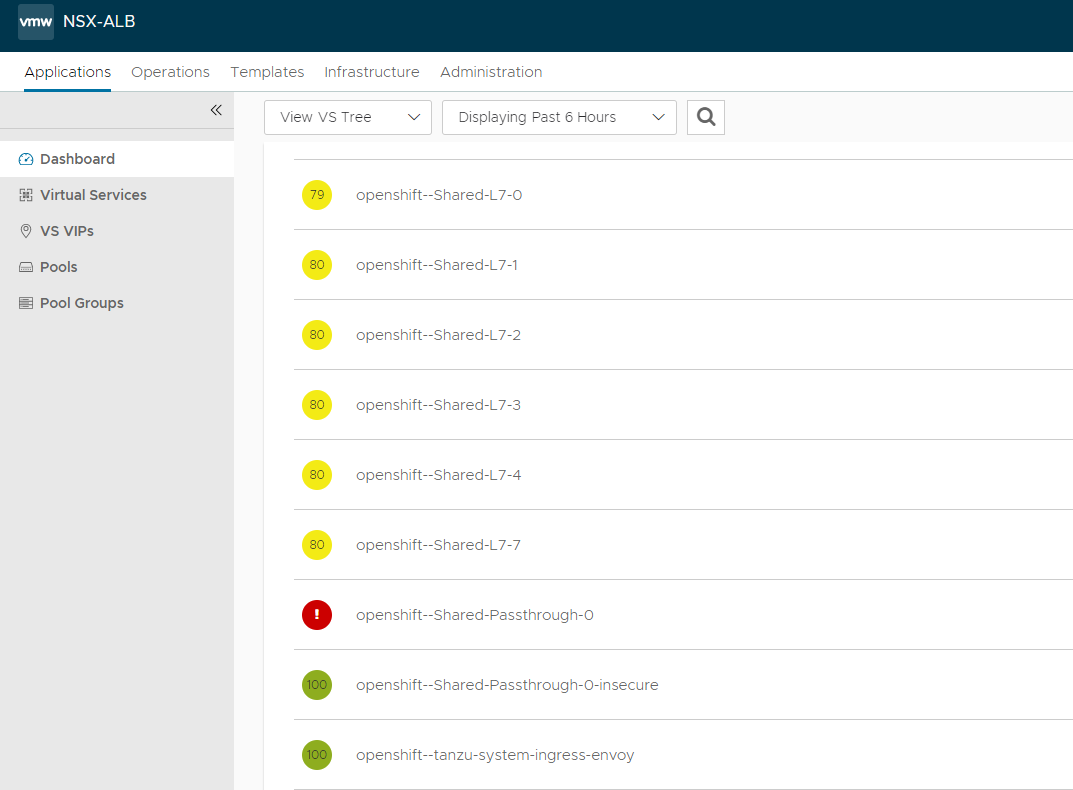 vmw NSX-ALB
Applications Operations Templates Infrastructure Administration
View VS Tree Displaying Past 6 Hours
Dashboard
Virtual Services
VS VIPs
Pools
Pool Groups
79 openshift--Shared-L7-0
80 openshift--Shared-L7-1
80 openshift--Shared-L7-2
80 openshift--Shared-L7-3
80 openshift--Shared-L7-4
80 openshift--Shared-L7-7
! openshift--Shared-Passthrough-0
100 openshift--Shared-Passthrough-0-insecure
100 openshift--tanzu-system-ingress-envoy